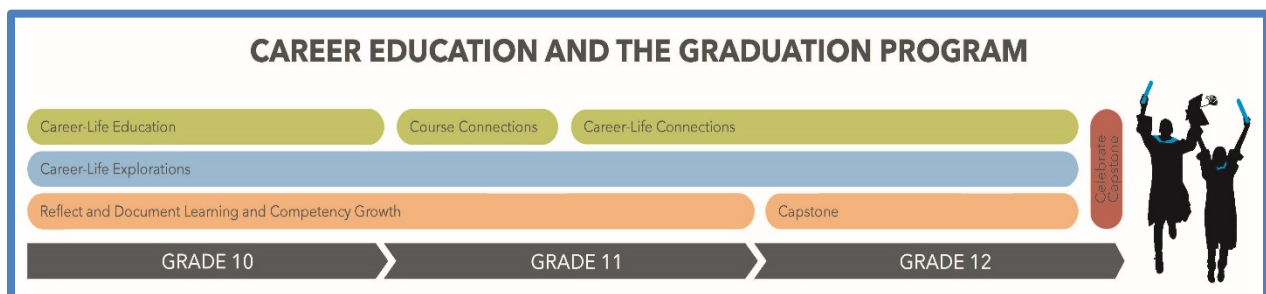 CAREER EDUCATION AND THE GRADUATION PROGRAM
Career-Life Education
Course Connections
Career-Life Connections
Career-Life Explorations
Reflect and Document Learning and Competency Growth
Capstone
Celebrate
Capstone
GRADE 10
GRADE 11
GRADE 12